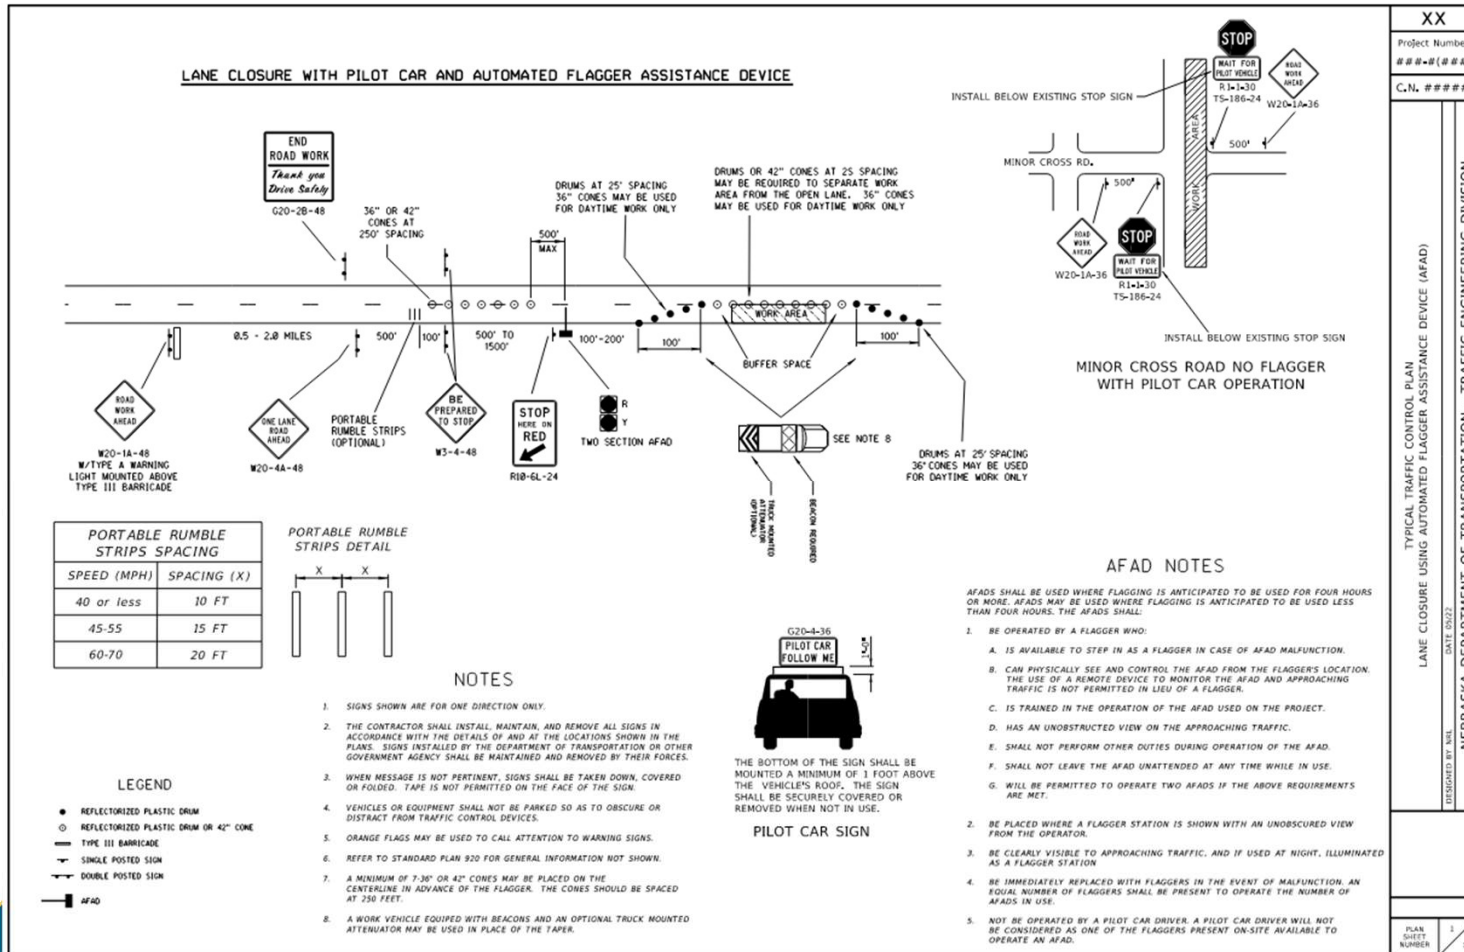 LANE CLOSURE WITH PILOT CAR AND AUTOMATED FLAGGER ASSISTANCE DEVICE
END
ROAD WORK
Thank you
Drive Safely
G20-2B-48
36" OR 42"
CONES AT
250' SPACING
500'
MAX
DRUMS AT 25' SPACING
36" CONES MAY BE USED
FOR DAYTIME WORK ONLY
DRUMS OR 42" CONES AT 25 SPACING
MAY BE REQUIRED TO SEPARATE WORK
AREA FROM THE OPEN LANE. 36" CONES
MAY BE USED FOR DAYTIME WORK ONLY
WORK AREA
0.5 - 2.0 MILES
500'
100'
500' TO
1500'
100'-200'
100'
BUFFER SPACE
100'
ROAD
WORK
AHEAD
W20-1A-48
W/TYPE A WARNING
LIGHT MOUNTED ABOVE
TYPE III BARRICADE
ONE LANE
ROAD
AHEAD
W20-4A-48
PORTABLE
RUMBLE STRIPS
(OPTIONAL)
BE
PREPARED
TO STOP
W3-4-48
STOP
HERE ON
RED
R10-6L-24
R
Y
TWO SECTION AFAD
SEE NOTE 8
TRUCK MOUNTED
ATTENUATOR
(OPTIONAL)
BEACON REQUIRED
DRUMS AT 25' SPACING
36" CONES MAY BE USED
FOR DAYTIME WORK ONLY
STOP
WAIT FOR
PILOT VEHICLE
R1-1-30
TS-186-24
ROAD
WORK
AHEAD
W20-1A-36
INSTALL BELOW EXISTING STOP SIGN
500'
MINOR CROSS RD.
WORK AREA
500'
ROAD
WORK
AHEAD
W20-1A-36
STOP
WAIT FOR
PILOT VEHICLE
R1-1-30
TS-186-24
INSTALL BELOW EXISTING STOP SIGN
MINOR CROSS ROAD NO FLAGGER
WITH PILOT CAR OPERATION
PORTABLE RUMBLE
STRIPS SPACING
SPEED (MPH) SPACING (X)
40 or less 10 FT
45-55 15 FT
60-70 20 FT
PORTABLE RUMBLE
STRIPS DETAIL
X X
LEGEND
REFLECTORIZED PLASTIC DRUM
REFLECTORIZED PLASTIC DRUM OR 42" CONE
TYPE III BARRICADE
SINGLE POSTED SIGN
DOUBLE POSTED SIGN
AFAD
NOTES
1. SIGNS SHOWN ARE FOR ONE DIRECTION ONLY.
2. THE CONTRACTOR SHALL INSTALL, MAINTAIN, AND REMOVE ALL SIGNS IN
ACCORDANCE WITH THE DETAILS OF AND AT THE LOCATIONS SHOWN IN THE
PLANS. SIGNS INSTALLED BY THE DEPARTMENT OF TRANSPORTATION OR OTHER
GOVERNMENT AGENCY SHALL BE MAINTAINED AND REMOVED BY THEIR FORCES.
3. WHEN MESSAGE IS NOT PERTINENT, SIGNS SHALL BE TAKEN DOWN, COVERED
OR FOLDED. TAPE IS NOT PERMITTED ON THE FACE OF THE SIGN.
4. VEHICLES OR EQUIPMENT SHALL NOT BE PARKED SO AS TO OBSCURE OR
DISTRACT FROM TRAFFIC CONTROL DEVICES.
5. ORANGE FLAGS MAY BE USED TO CALL ATTENTION TO WARNING SIGNS.
6. REFER TO STANDARD PLAN 920 FOR GENERAL INFORMATION NOT SHOWN.
7. A MINIMUM OF 7-36" OR 42" CONES MAY BE PLACED ON THE
CENTERLINE IN ADVANCE OF THE FLAGGER. THE CONES SHOULD BE SPACED
AT 250 FEET.
8. A WORK VEHICLE EQUIPED WITH BEACONS AND AN OPTIONAL TRUCK MOUNTED
ATTENUATOR MAY BE USED IN PLACE OF THE TAPER.
G20-4-36
PILOT CAR
FOLLOW ME
1'-0"
THE BOTTOM OF THE SIGN SHALL BE
MOUNTED A MINIMUM OF 1 FOOT ABOVE
THE VEHICLE'S ROOF. THE SIGN
SHALL BE SECURELY COVERED OR
REMOVED WHEN NOT IN USE.
PILOT CAR SIGN
AFAD NOTES
AFADS SHALL BE USED WHERE FLAGGING IS ANTICIPATED TO BE USED FOR FOUR HOURS
OR MORE. AFADS MAY BE USED WHERE FLAGGING IS ANTICIPATED TO BE USED LESS
THAN FOUR HOURS. THE AFADS SHALL:
1. BE OPERATED BY A FLAGGER WHO:
A. IS AVAILABLE TO STEP IN AS A FLAGGER IN CASE OF AFAD MALFUNCTION.
B. CAN PHYSICALLY SEE AND CONTROL THE AFAD FROM THE FLAGGER'S LOCATION.
THE USE OF A REMOTE DEVICE TO MONITOR THE AFAD AND APPROACHING
TRAFFIC IS NOT PERMITTED IN LIEU OF A FLAGGER.
C. IS TRAINED IN THE OPERATION OF THE AFAD USED ON THE PROJECT.
D. HAS AN UNOBSTRUCTED VIEW ON THE APPROACHING TRAFFIC.
E. SHALL NOT PERFORM OTHER DUTIES DURING OPERATION OF THE AFAD.
F. SHALL NOT LEAVE THE AFAD UNATTENDED AT ANY TIME WHILE IN USE.
G. WILL BE PERMITTED TO OPERATE TWO AFADS IF THE ABOVE REQUIREMENTS
ARE MET.
2. BE PLACED WHERE A FLAGGER STATION IS SHOWN WITH AN UNOBSCURED VIEW
FROM THE OPERATOR.
3. BE CLEARLY VISIBLE TO APPROACHING TRAFFIC, AND IF USED AT NIGHT, ILLUMINATED
AS A FLAGGER STATION
4. BE IMMEDIATELY REPLACED WITH FLAGGERS IN THE EVENT OF MALFUNCTION. AN
EQUAL NUMBER OF FLAGGERS SHALL BE PRESENT TO OPERATE THE NUMBER OF
AFADS IN USE.
5. NOT BE OPERATED BY A PILOT CAR DRIVER. A PILOT CAR DRIVER WILL NOT
BE CONSIDERED AS ONE OF THE FLAGGERS PRESENT ON-SITE AVAILABLE TO
OPERATE AN AFAD.
XX
Project Numbe
###-#(###
C.N. #####
TYPICAL TRAFFIC CONTROL PLAN
LANE CLOSURE USING AUTOMATED FLAGGER ASSISTANCE DEVICE (AFAD)
DESIGNED BY NRL DATE 05/22
NEBRASKA DEPARTMENT OF TRANSPORTATION - TRAFFIC ENGINEERING DIVISION
PLAN
SHEET
NUMBER
1